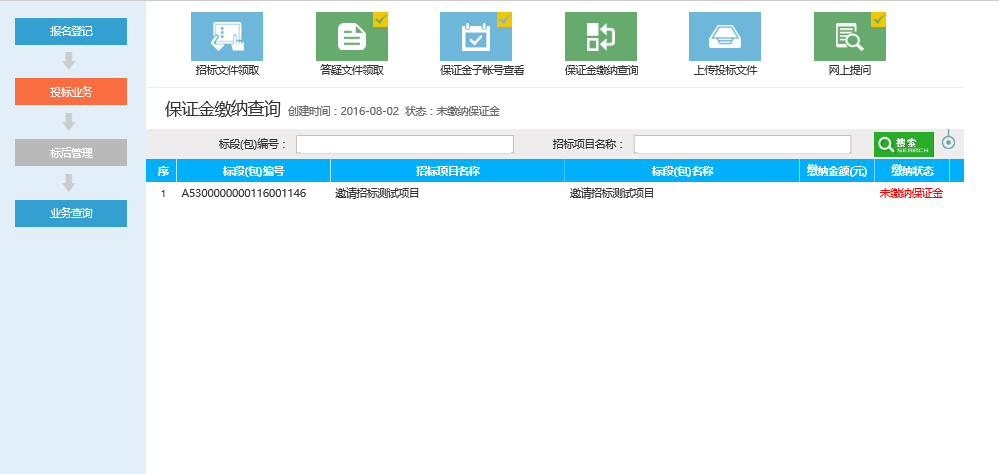 报名登记
投标业务
标后管理
业务查询
招标文件领取
答疑文件领取
保证金子帐号查看
保证金缴纳查询
上传投标文件
网上提问
保证金缴纳查询 创建时间：2016-08-02 状态：未缴纳保证金
标段(包)编号： 招标项目名称： 搜索 SEARCH
序 标段(包)编号 招标项目名称 标段(包)名称 缴纳金额(元) 缴纳状态
1 A5300000000116001146 邀请招标测试项目 邀请招标测试项目 未缴纳保证金